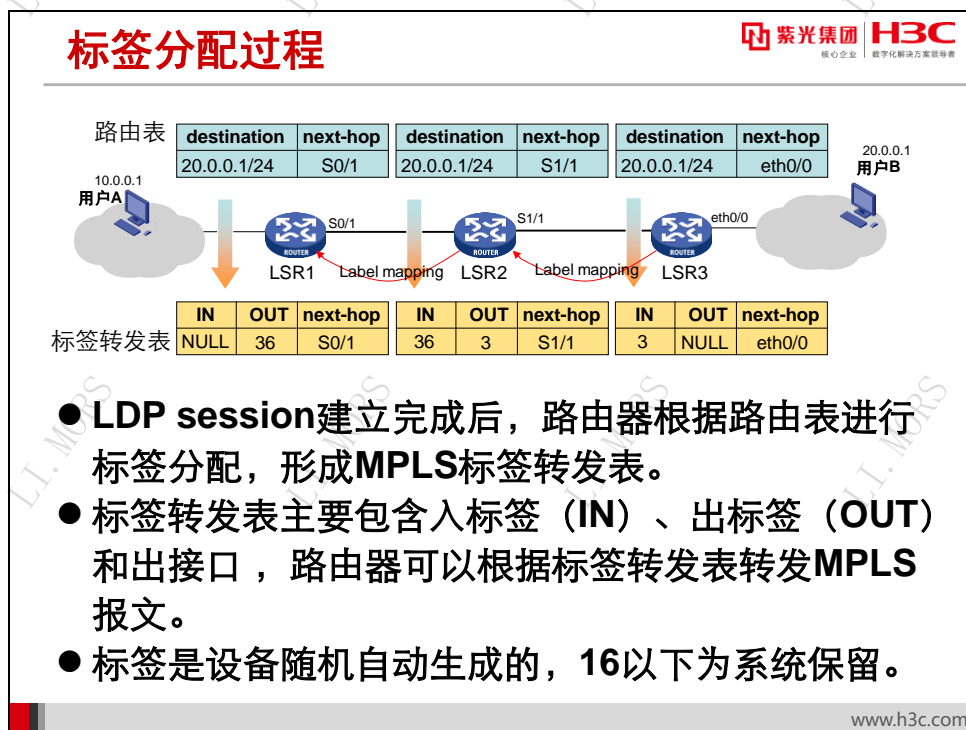 标签分配过程
紫光集团 H3C
核心企业 数字化解决方案领导者
路由表
destination next-hop destination next-hop destination next-hop
20.0.0.1/24 S0/1 20.0.0.1/24 S1/1 20.0.0.1/24 eth0/0
10.0.0.1
用户A
20.0.0.1
用户B
S0/1 S1/1 eth0/0
ROUTER ROUTER ROUTER
LSR1 Label mapping LSR2 Label mapping LSR3
标签转发表
IN OUT next-hop IN OUT next-hop IN OUT next-hop
NULL 36 S0/1 36 3 S1/1 3 NULL eth0/0
●LDP session建立完成后，路由器根据路由表进行
标签分配，形成MPLS标签转发表。
●标签转发表主要包含入标签（IN）、出标签（OUT）
和出接口 ，路由器可以根据标签转发表转发MPLS
报文。
●标签是设备随机自动生成的，16以下为系统保留。
LI. MORS
LI. MORS
LI. MORS
www.h3c.com